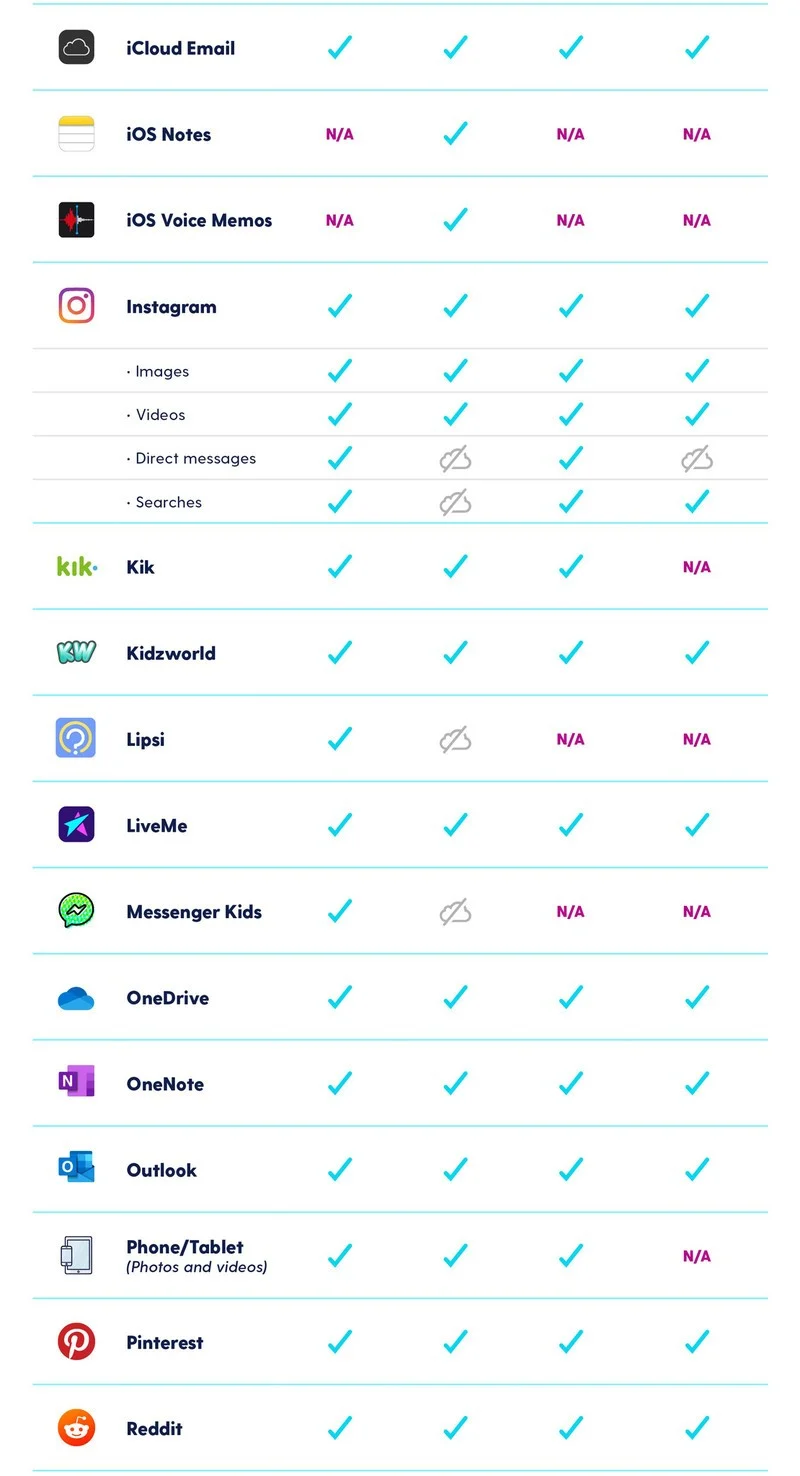 iCloud Email
iOS Notes N/A N/A N/A
iOS Voice Memos N/A N/A N/A
Instagram
· Images
· Videos
· Direct messages
· Searches
kik· Kik N/A
KW Kidzworld
? Lipsi N/A N/A
LiveMe
Messenger Kids N/A N/A
OneDrive
N OneNote
O Outlook
Phone/Tablet
(Photos and videos) N/A
Pinterest
Reddit